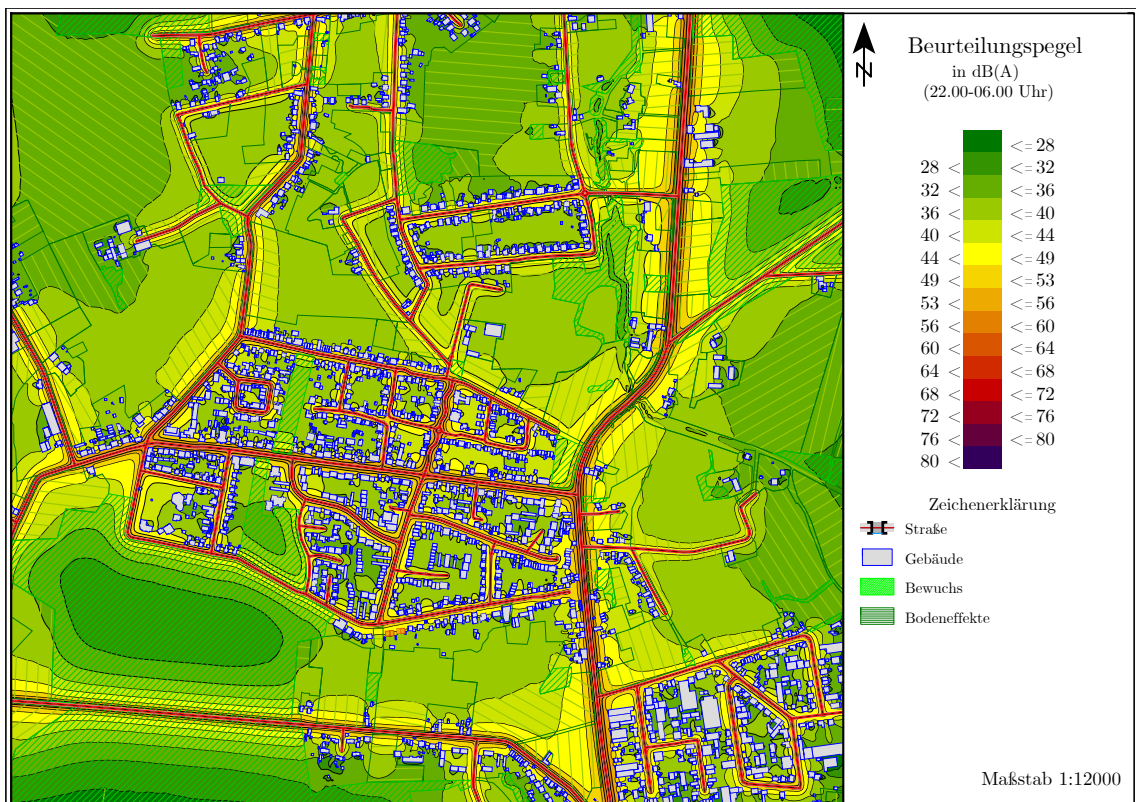 N
Beurteilungspegel
in dB(A)
(22.00-06.00 Uhr)
<= 28
28 < <= 32
32 < <= 36
36 < <= 40
40 < <= 44
44 < <= 49
49 < <= 53
53 < <= 56
56 < <= 60
60 < <= 64
64 < <= 68
68 < <= 72
72 < <= 76
76 < <= 80
80 <
Zeichenerklärung
Straße
Gebäude
Bewuchs
Bodeneffekte
Maßstab 1:12000